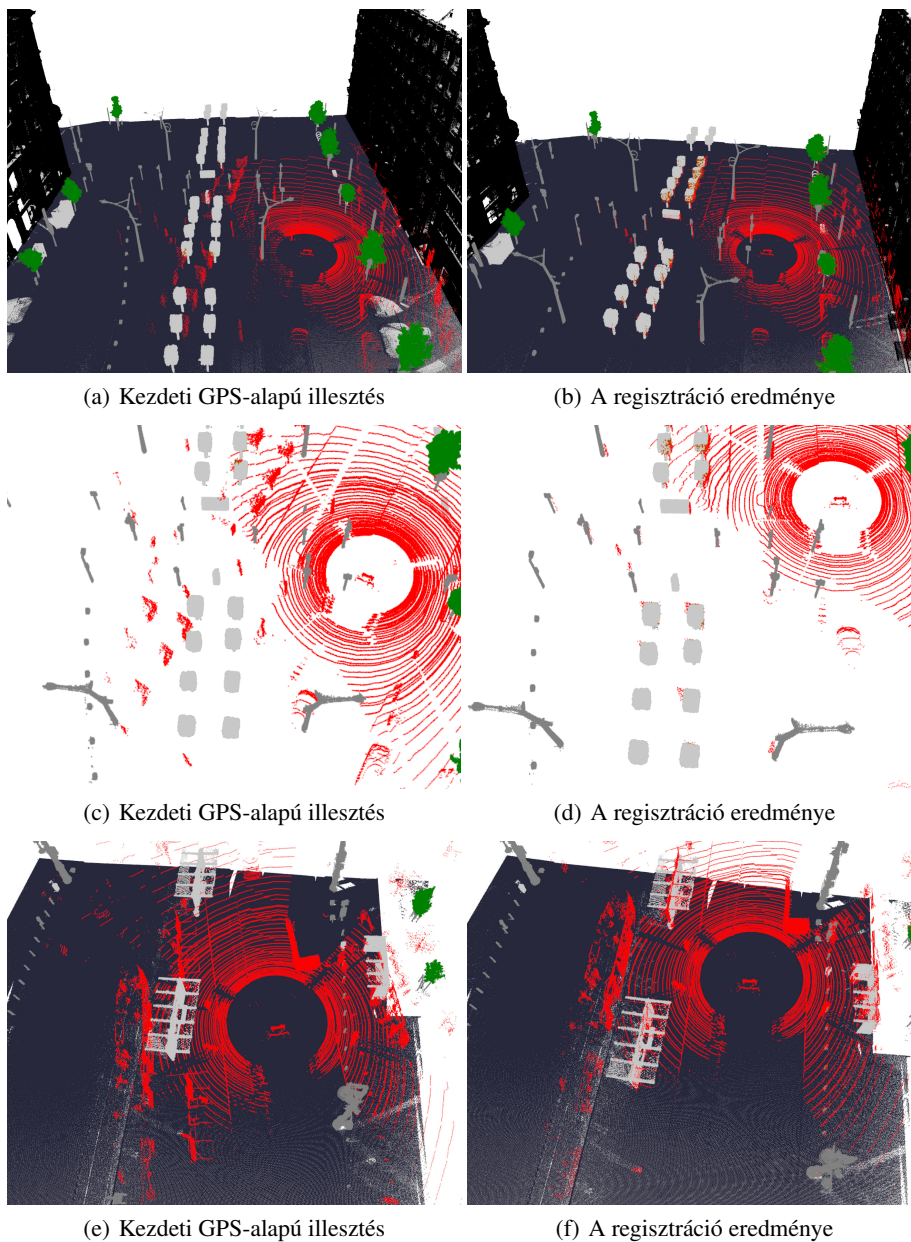 (a) Kezdeti GPS-alapú illesztés
(b) A regisztráció eredménye
(c) Kezdeti GPS-alapú illesztés
(d) A regisztráció eredménye
(e) Kezdeti GPS-alapú illesztés
(f) A regisztráció eredménye